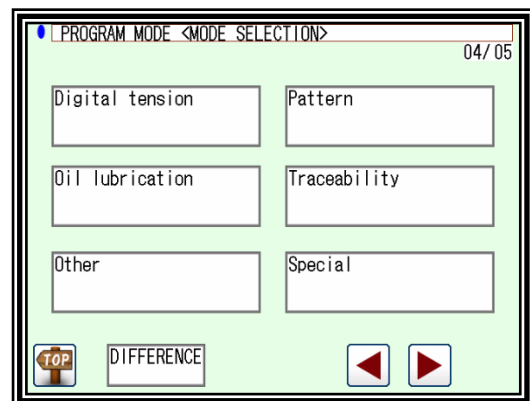 PROGRAM MODE <MODE SELECTION>
04/05
Digital tension
Pattern
Oil lubrication
Traceability
Other
Special
TOP
DIFFERENCE